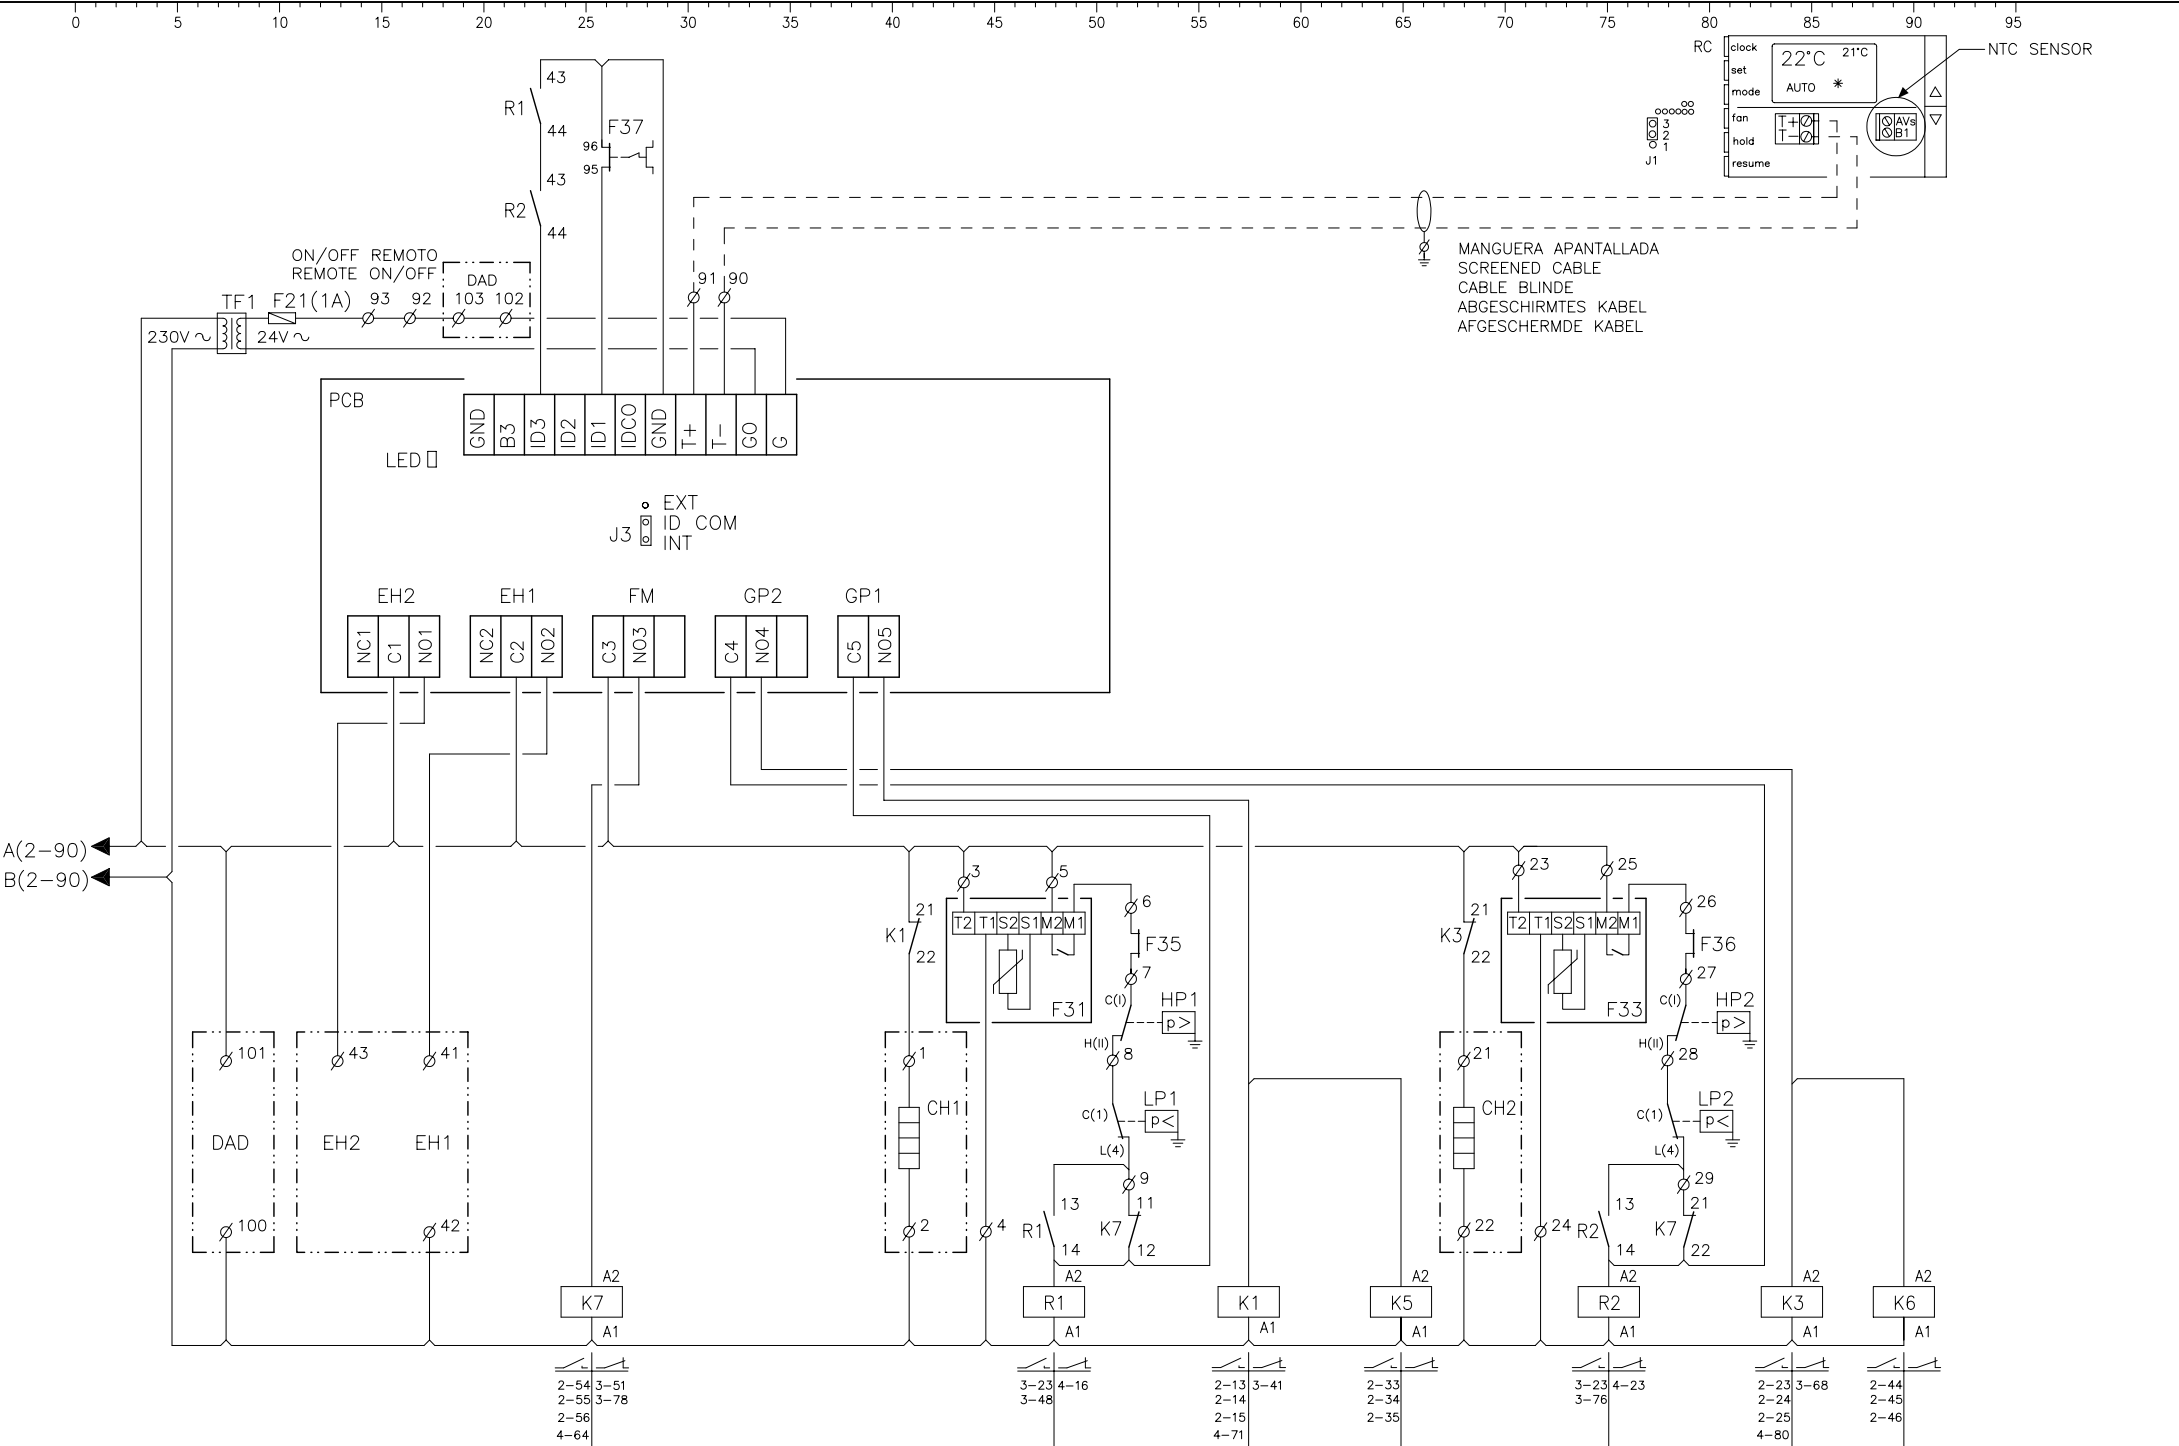 0 5 10 15 20 25 30 35 40 45 50 55 60 65 70 75 80 85 90 95
RC
clock
set
mode
fan
hold
resume
22°C 21°C
AUTO *
T+
T-
AVs
B1
NTC SENSOR
3
2
1
J1
43
R1
44
F37
96
95
43
R2
44
ON/OFF REMOTO
REMOTE ON/OFF
DAD
TF1 F21(1A) 93 92 103 102
91 90
230V ~ 24V ~
MANGUERA APANTALLADA
SCREENED CABLE
CABLE BLINDE
ABGESCHIRMTES KABEL
AFGESCHERMDE KABEL
PCB
GND B3 ID3 ID2 ID1 IDCO GND T+ T- GO G
LED
EXT
J3 ID COM
INT
EH2 EH1 FM GP2 GP1
NC1 C1 NO1 NC2 C2 NO2 C3 NO3 C4 NO4 C5 NO5
A(2-90)
B(2-90)
3 5 6 23 25 26
21 K1 22
T2 T1 S2 S1 M2 M1
F31
F35
7
C(I) HP1
p>
H(II) 8
LP1
C(1) p<
L(4)
9
21 K3 22
T2 T1 S2 S1 M2 M1
F33
F36
27
C(I) HP2
p>
H(II) 28
LP2
C(1) p<
L(4)
29
101 43 41 1 21
DAD EH2 EH1 CH1 CH2
100 42 2 4 22 24
13 R1 14
11 K7 12
13 R2 14
21 K7 22
A2 A2 A2 A2 A2 A2
K7 R1 K1 K5 R2 K3 K6
A1 A1 A1 A1 A1 A1 A1
2-54 3-51 3-23 4-16 2-13 3-41 2-33 3-23 4-23 2-23 3-68 2-44
2-55 3-78 3-48 2-14 2-34 3-76 2-24 2-45
2-56 2-15 2-35 2-25 2-46
4-64 4-71 4-80